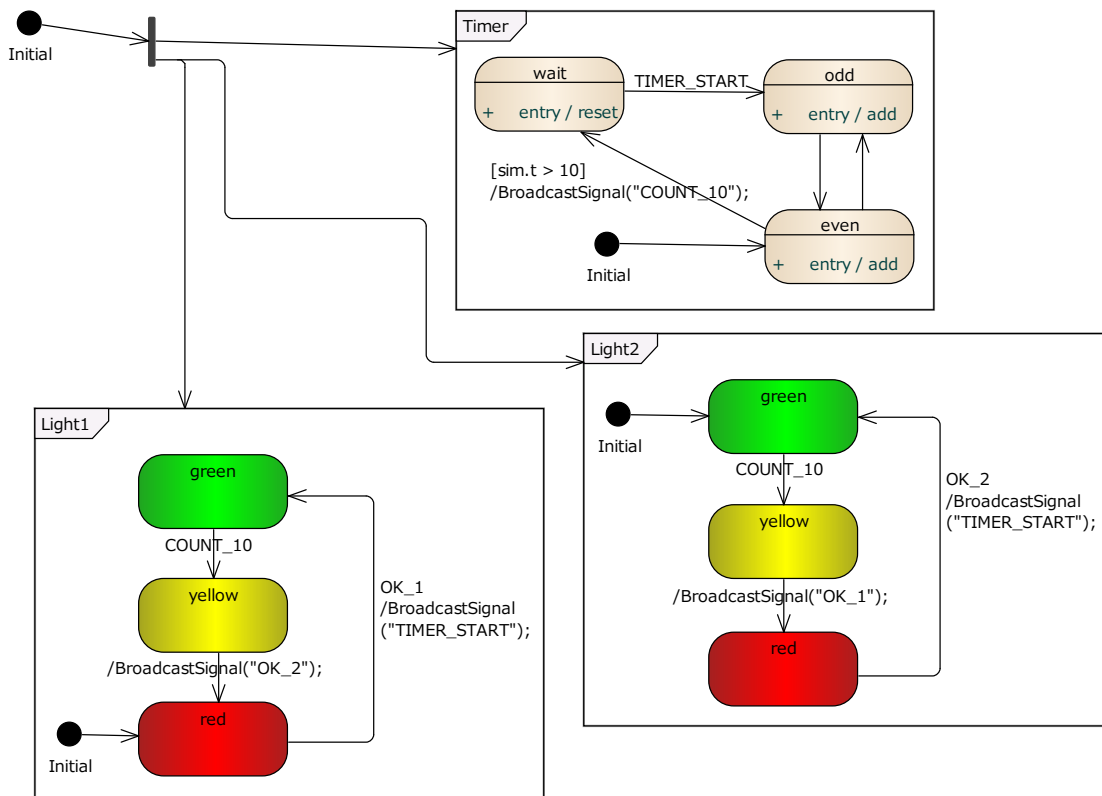 Initial
Timer
wait
+ entry / reset
TIMER_START
odd
+ entry / add
[sim.t > 10]
/BroadcastSignal("COUNT_10");
even
+ entry / add
Initial
Light2
green
Initial
COUNT_10
yellow
OK_2
/BroadcastSignal
("TIMER_START");
/BroadcastSignal("OK_1");
red
Light1
green
COUNT_10
yellow
OK_1
/BroadcastSignal
("TIMER_START");
/BroadcastSignal("OK_2");
red
Initial